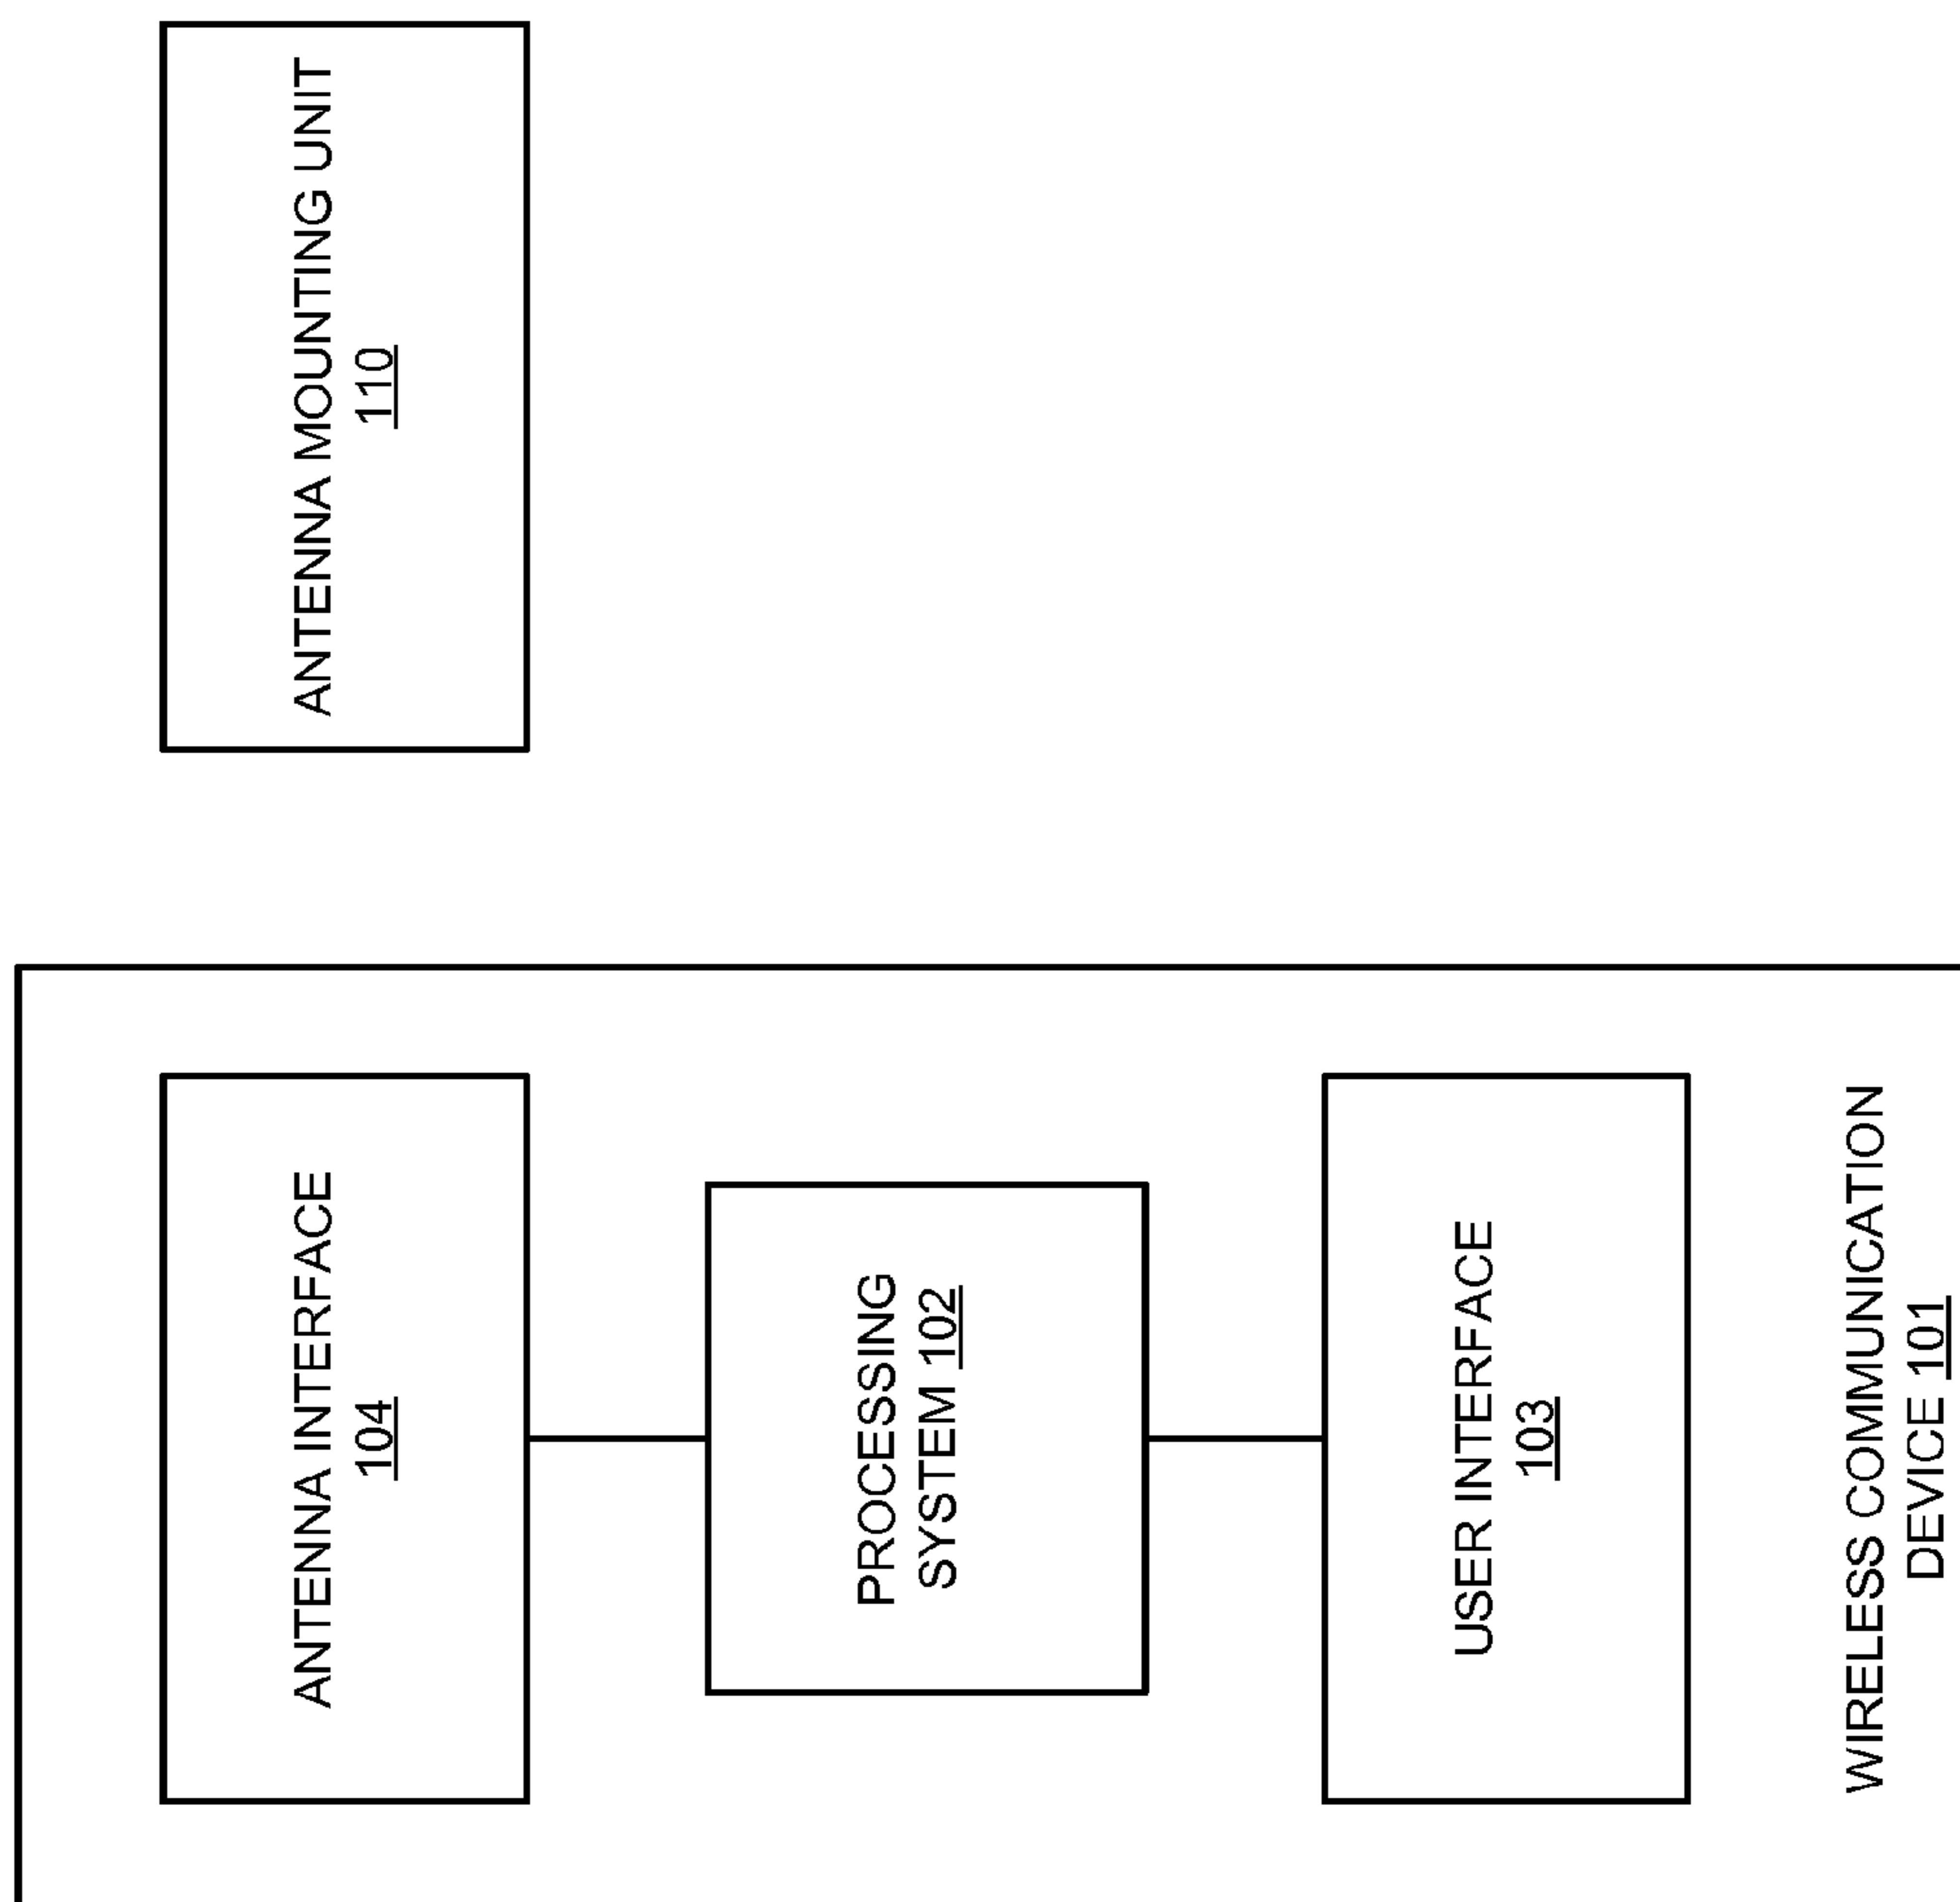 ANTENNA INTERFACE
104
ANTENNA MOUNTING UNIT
110
PROCESSING
SYSTEM 102
USER INTERFACE
103
WIRELESS COMMUNICATION
DEVICE 101